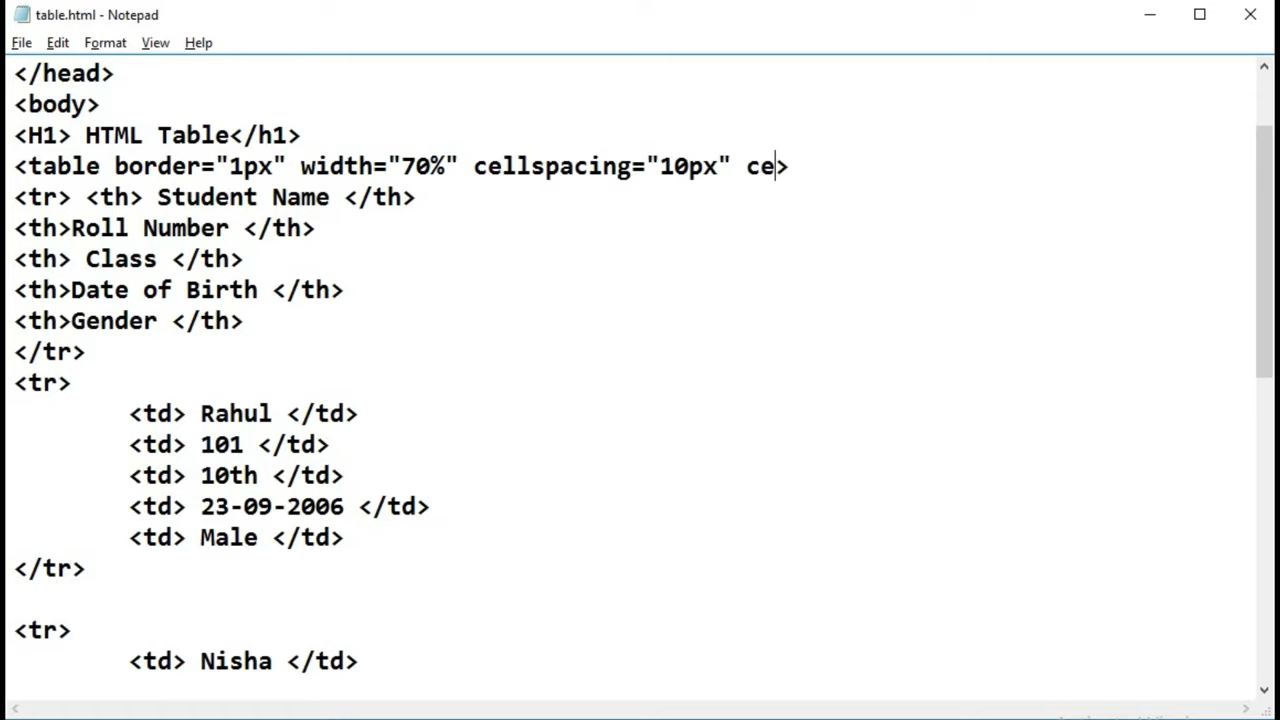 table.html - Notepad
File Edit Format View Help
</head>
<body>
<H1> HTML Table</h1>
<table border="1px" width="70%" cellspacing="10px" ce>
<tr> <th> Student Name </th>
<th>Roll Number </th>
<th> Class </th>
<th>Date of Birth </th>
<th>Gender </th>
</tr>
<tr>
<td> Rahul </td>
<td> 101 </td>
<td> 10th </td>
<td> 23-09-2006 </td>
<td> Male </td>
</tr>
<tr>
<td> Nisha </td>